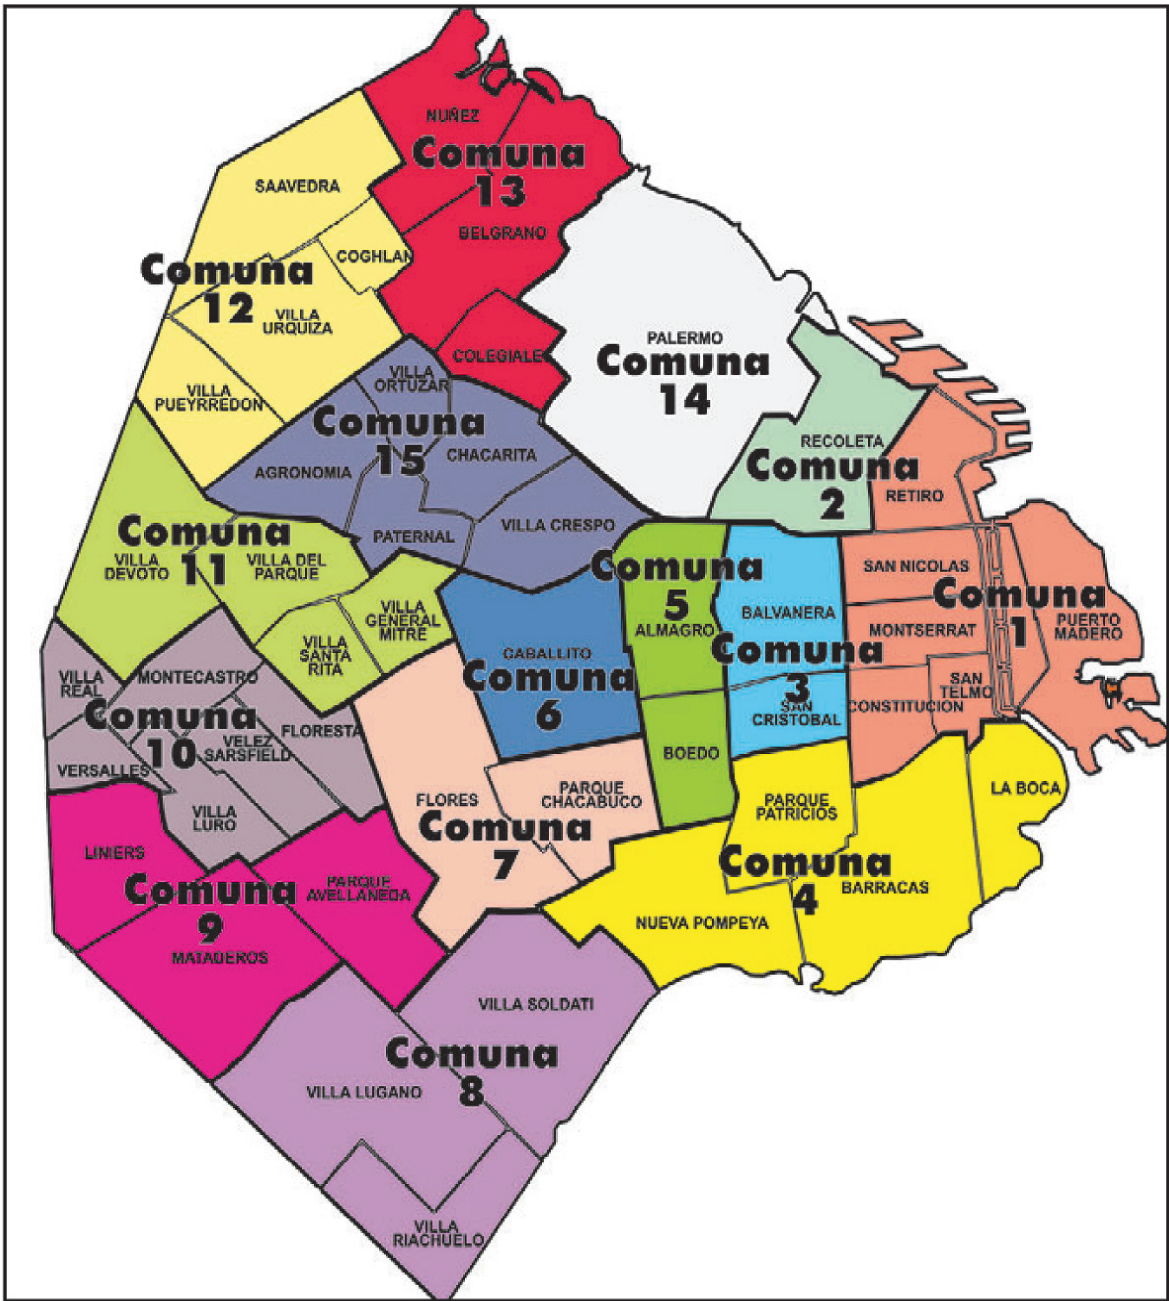 NUÑEZ
Comuna
13
BELGRANO
COLEGIALE
SAAVEDRA
COGHLAN
Comuna
12
VILLA
URQUIZA
VILLA
PUEYRREDON
PALERMO
Comuna
14
VILLA
ORTUZAR
Comuna
15
CHACARITA
AGRONOMIA
PATERNAL
VILLA CRESPO
RECOLETA
Comuna
2
RETIRO
SAN NICOLAS
Comuna
1
MONTSERRAT
PUERTO
MADERO
SAN
TELMO
CONSTITUCION
Comuna
11
VILLA
DEVOTO
VILLA DEL
PARQUE
VILLA
GENERAL
MITRE
VILLA
SANTA
RITA
Comuna
5
ALMAGRO
BOEDO
BALVANERA
Comuna
3
SAN
CRISTOBAL
CABALLITO
Comuna
6
VILLA
REAL
MONTECASTRO
Comuna
10
FLORESTA
VELEZ
SARSFIELD
VERSALLES
VILLA
LURO
FLORES
PARQUE
CHACABUCO
Comuna
7
PARQUE
PATRICIOS
LA BOCA
Comuna
4
BARRACAS
NUEVA POMPEYA
LINIERS
Comuna
9
PARQUE
AVELLANEDA
MATADEROS
VILLA SOLDATI
Comuna
8
VILLA LUGANO
VILLA
RIACHUELO